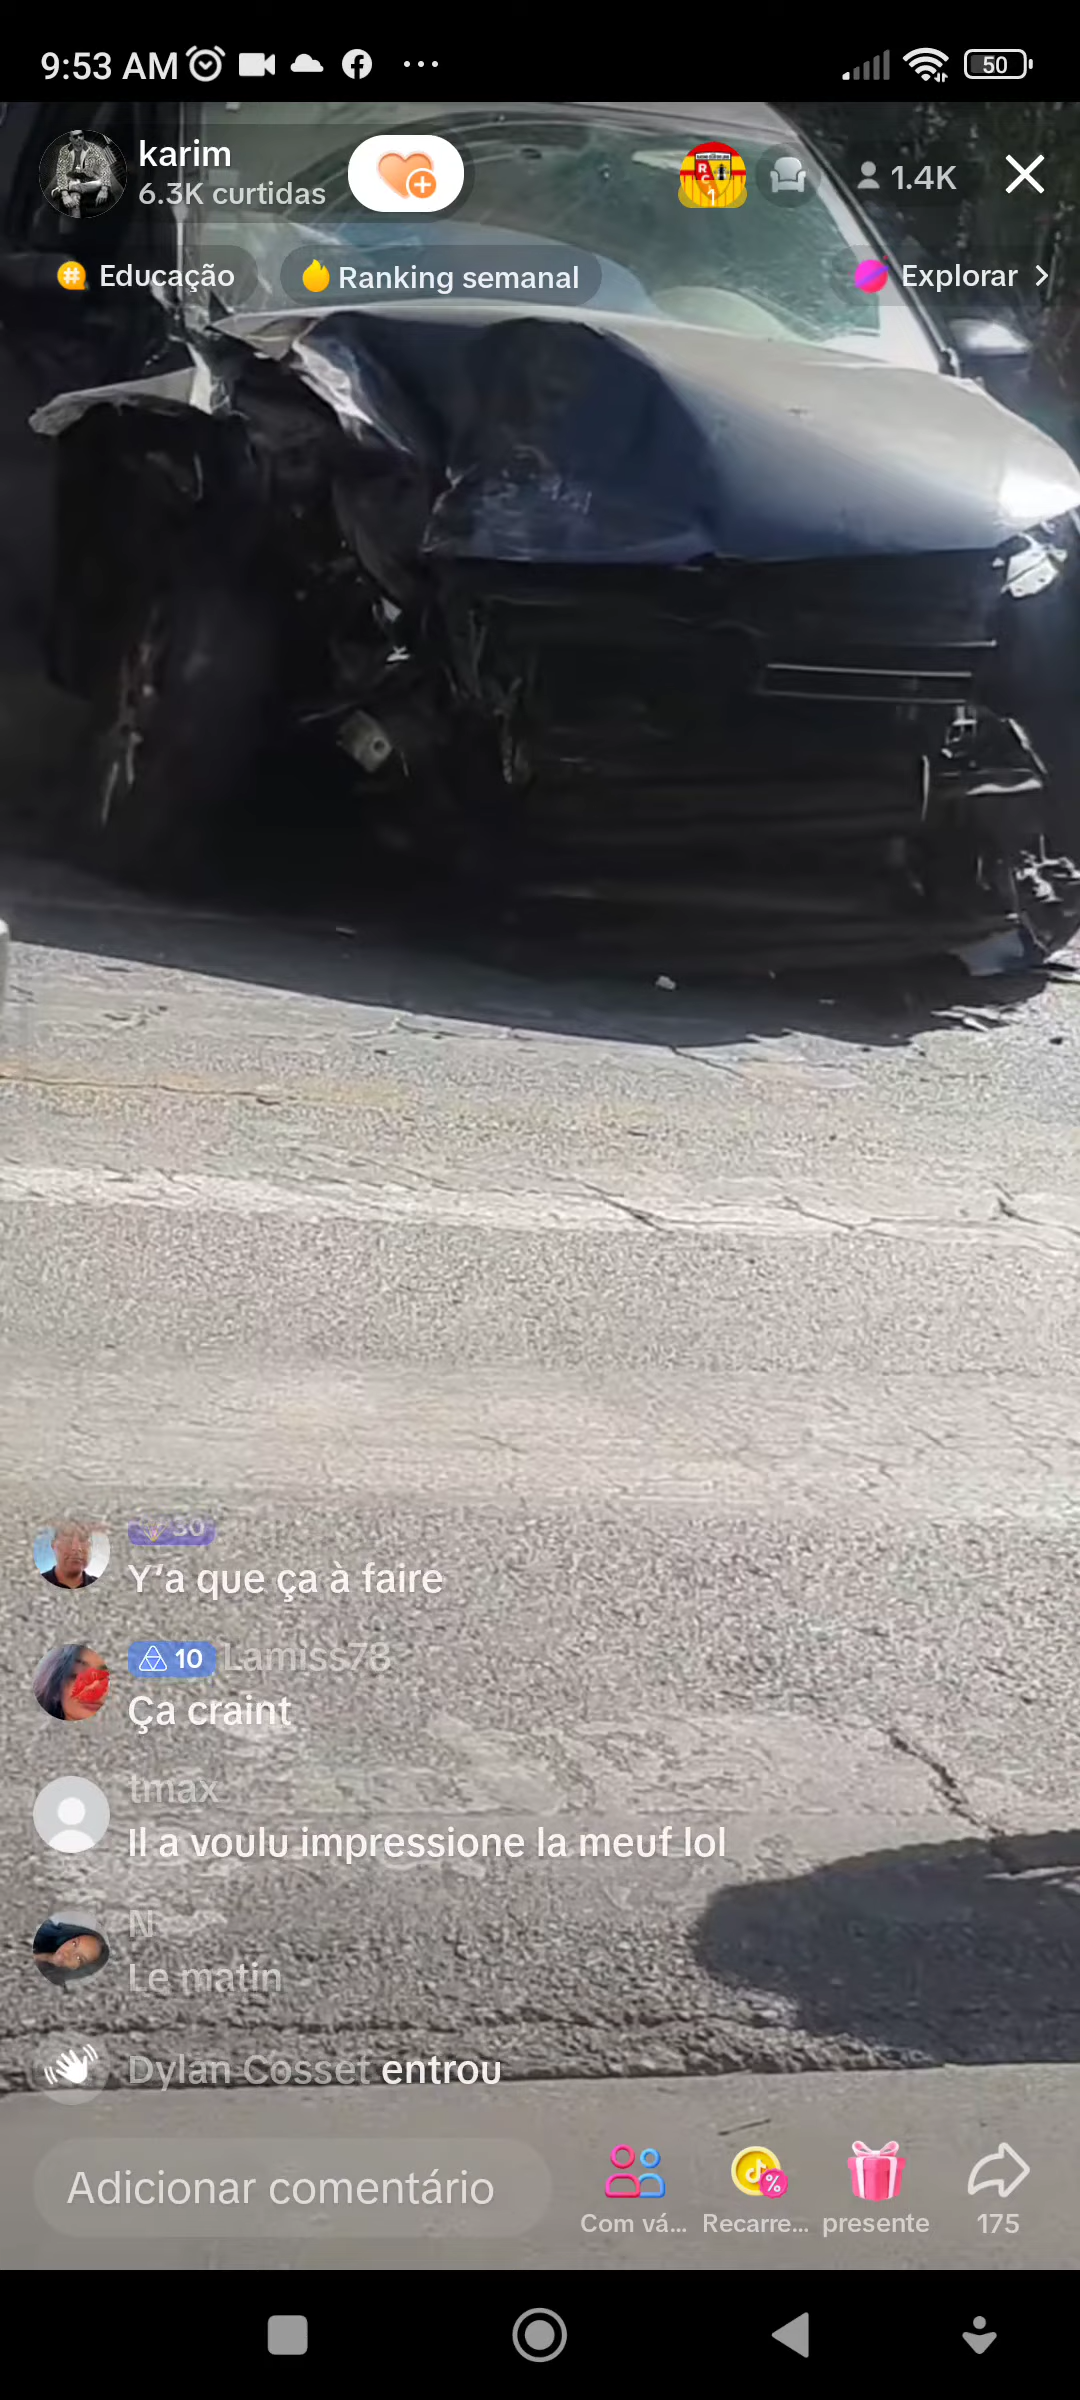 9:53 AM
50
karim
6.3K curtidas
1
1.4K
Educação
Ranking semanal
Explorar
30
Y'a que ça à faire
10 Lamiss78
Ça craint
tmax
Il a voulu impressione la meuf lol
N
Le matin
Dylan Cosset entrou
Adicionar comentário
Com vá...
Recarre...
presente
175